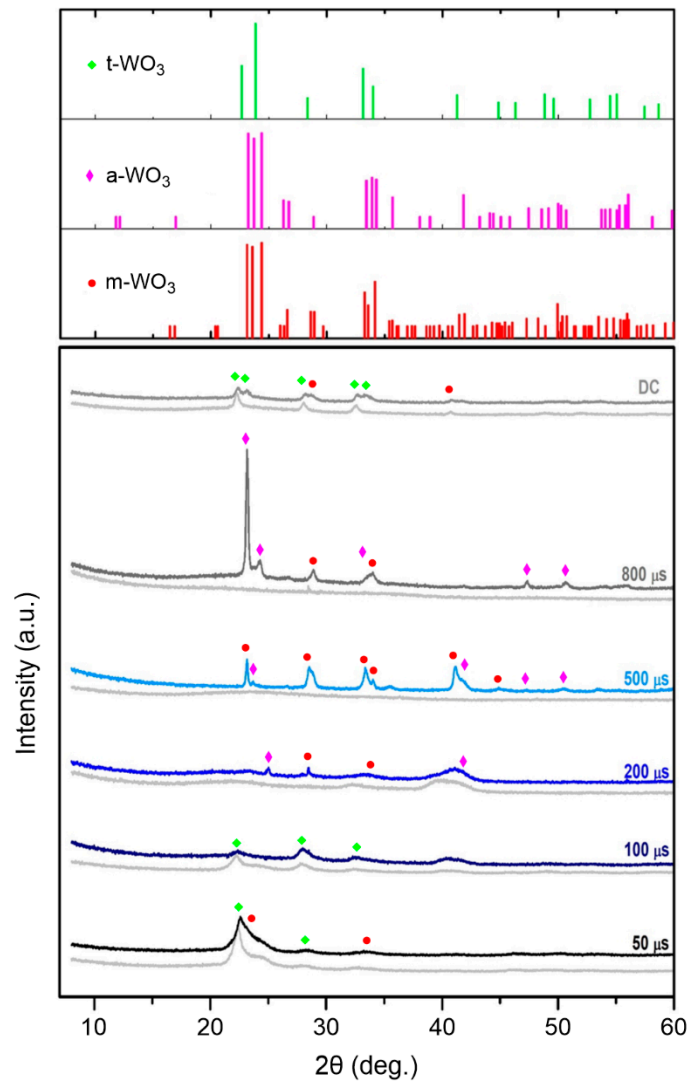 t-WO₃
a-WO₃
m-WO₃
DC
800 μs
500 μs
200 μs
100 μs
50 μs
Intensity (a.u.)
10 20 30 40 50 60
2θ (deg.)